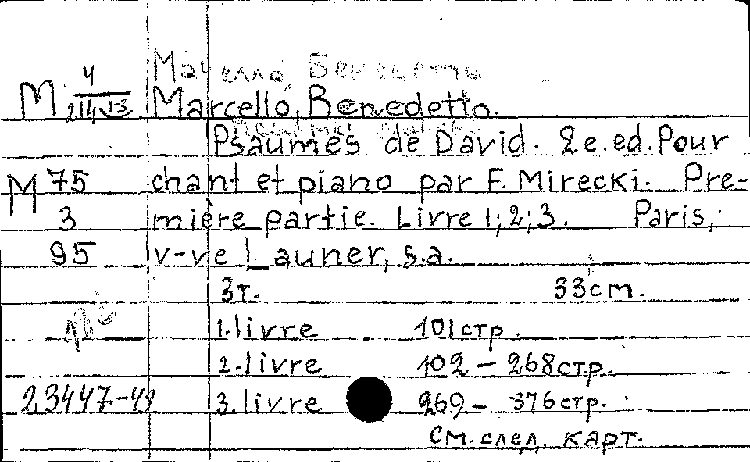 Марчелло, Бенедетто
M 4 Marcello, Benedetto.
Psaumes de David. 2e.ed. Pour
M 75 chant et piano par F. Mirecki. Pre-
3 mière partie. Livre 1; 2; 3. Paris,
95 v-ve Launer, s.a.
3т. 33cm.
1. livre 101стр.
2. livre 102 – 268стр.
23447-49 3. livre 269 – 376стр.
См. след. карт.